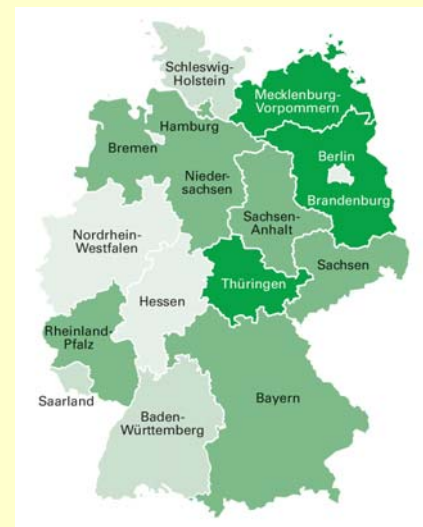 Schleswig-
Holstein
Mecklenburg-
Vorpommern
Hamburg
Bremen
Berlin
Nieder-
sachsen
Brandenburg
Sachsen-
Anhalt
Nordrhein-
Westfalen
Sachsen
Thüringen
Hessen
Rheinland-
Pfalz
Saarland
Bayern
Baden-
Württemberg